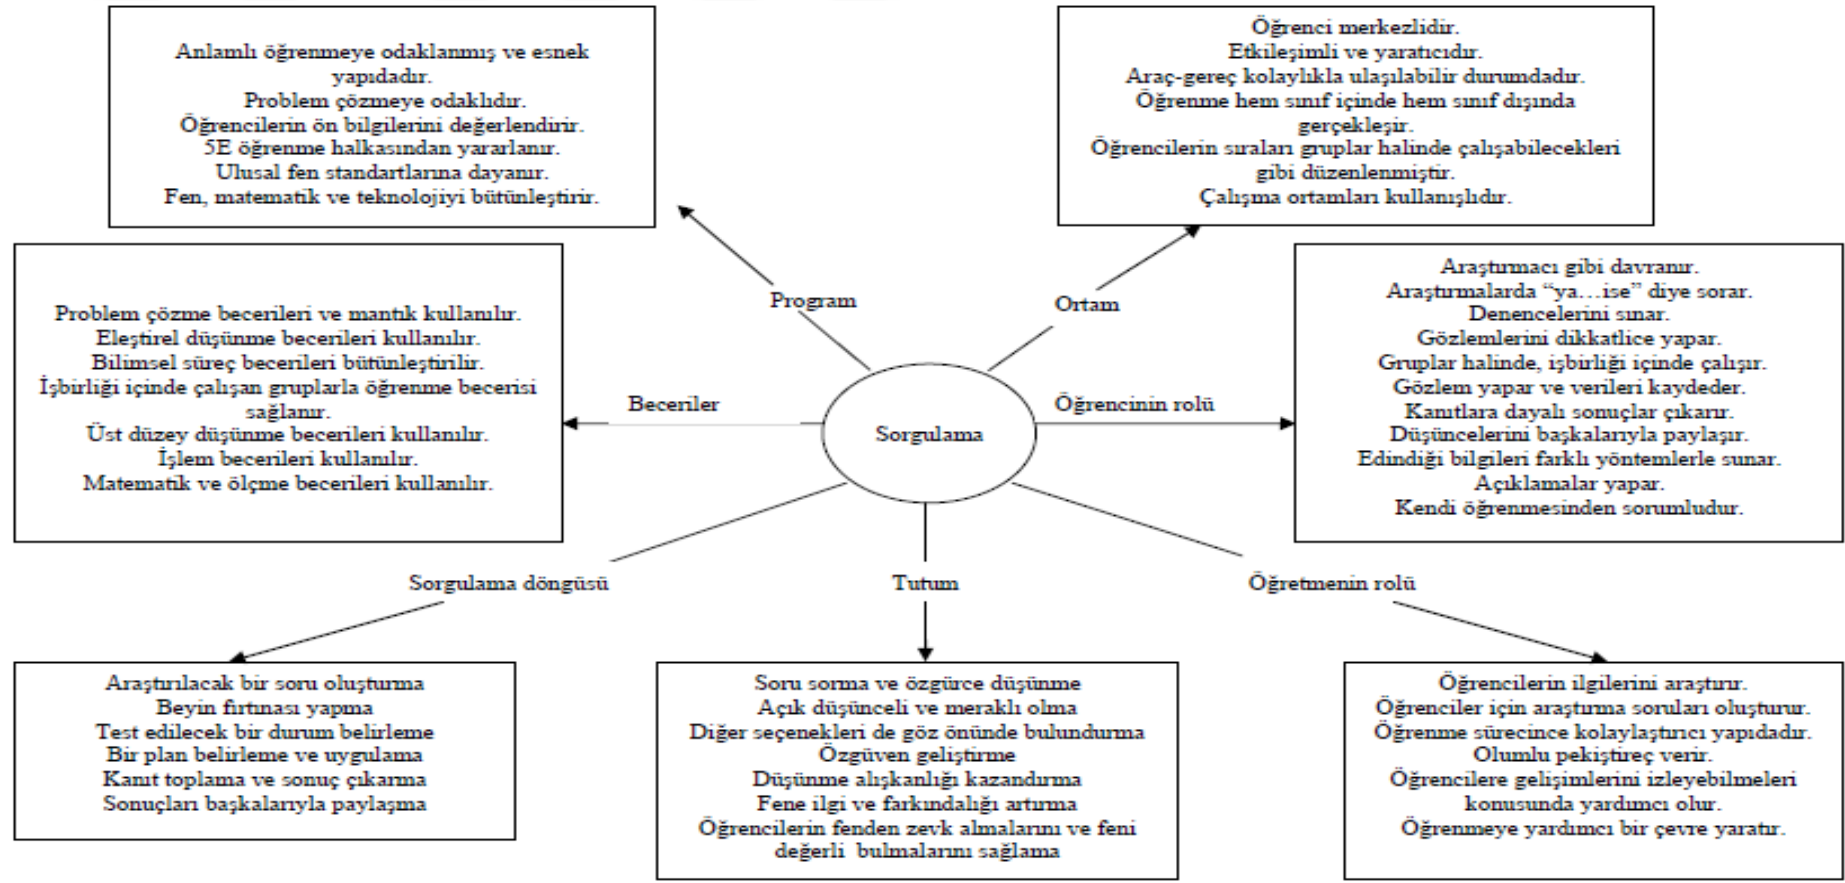 Anlamlı öğrenmeye odaklanmış ve esnek
yapıdadır.
Problem çözmeye odaklıdır.
Öğrencilerin ön bilgilerini değerlendirir.
5E öğrenme halkasından yararlanır.
Ulusal fen standartlarına dayanır.
Fen, matematik ve teknolojiyi bütünleştirir.
Öğrenci merkezlidir.
Etkileşimli ve yaratıcıdır.
Araç-gereç kolaylıkla ulaşılabilir durumdadır.
Öğrenme hem sınıf içinde hem sınıf dışında
gerçekleşir.
Öğrencilerin sıraları gruplar halinde çalışabilecekleri
gibi düzenlenmiştir.
Çalışma ortamları kullanışlıdır.
Program
Ortam
Problem çözme becerileri ve mantık kullanılır.
Eleştirel düşünme becerileri kullanılır.
Bilimsel süreç becerileri bütünleştirilir.
İşbirliği içinde çalışan gruplarla öğrenme becerisi
sağlanır.
Üst düzey düşünme becerileri kullanılır.
İşlem becerileri kullanılır.
Matematik ve ölçme becerileri kullanılır.
Beceriler
Sorgulama
Öğrencinin rolü
Araştırmacı gibi davranır.
Araştırmalarda “ya…ise” diye sorar.
Denencelerini sınar.
Gözlemlerini dikkatlice yapar.
Gruplar halinde, işbirliği içinde çalışır.
Gözlem yapar ve verileri kaydeder.
Kanıtlara dayalı sonuçlar çıkarır.
Düşüncelerini başkalarıyla paylaşır.
Edindiği bilgileri farklı yöntemlerle sunar.
Açıklamalar yapar.
Kendi öğrenmesinden sorumludur.
Sorgulama döngüsü
Tutum
Öğretmenin rolü
Araştırılacak bir soru oluşturma
Beyin fırtınası yapma
Test edilecek bir durum belirleme
Bir plan belirleme ve uygulama
Kanıt toplama ve sonuç çıkarma
Sonuçları başkalarıyla paylaşma
Soru sorma ve özgürce düşünme
Açık düşünceli ve meraklı olma
Diğer seçenekleri de göz önünde bulundurma
Özgüven geliştirme
Düşünme alışkanlığı kazandırma
Fene ilgi ve farkındalığı artırma
Öğrencilerin fenden zevk almalarını ve feni
değerli bulmalarını sağlama
Öğrencilerin ilgilerini araştırır.
Öğrenciler için araştırma soruları oluşturur.
Öğrenme sürecince kolaylaştırıcı yapıdadır.
Olumlu pekiştireç verir.
Öğrencilere gelişimlerini izleyebilmeleri
konusunda yardımcı olur.
Öğrenmeye yardımcı bir çevre yaratır.